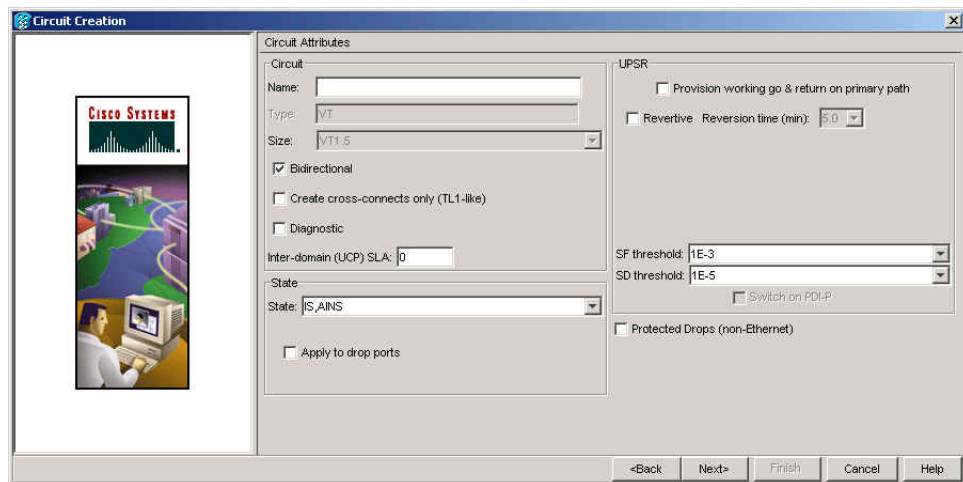 Circuit Creation
CISCO SYSTEMS
Circuit Attributes
Circuit
Name:
Type: VT
Size: VT1.5
Bidirectional
Create cross-connects only (TL1-like)
Diagnostic
Inter-domain (UCP) SLA: 0
State
State: IS,AINS
Apply to drop ports
UPSR
Provision working go & return on primary path
Revertive Reversion time (min): 5.0
SF threshold: 1E-3
SD threshold: 1E-5
Switch on PDI-P
Protected Drops (non-Ethernet)
<Back Next> Finish Cancel Help